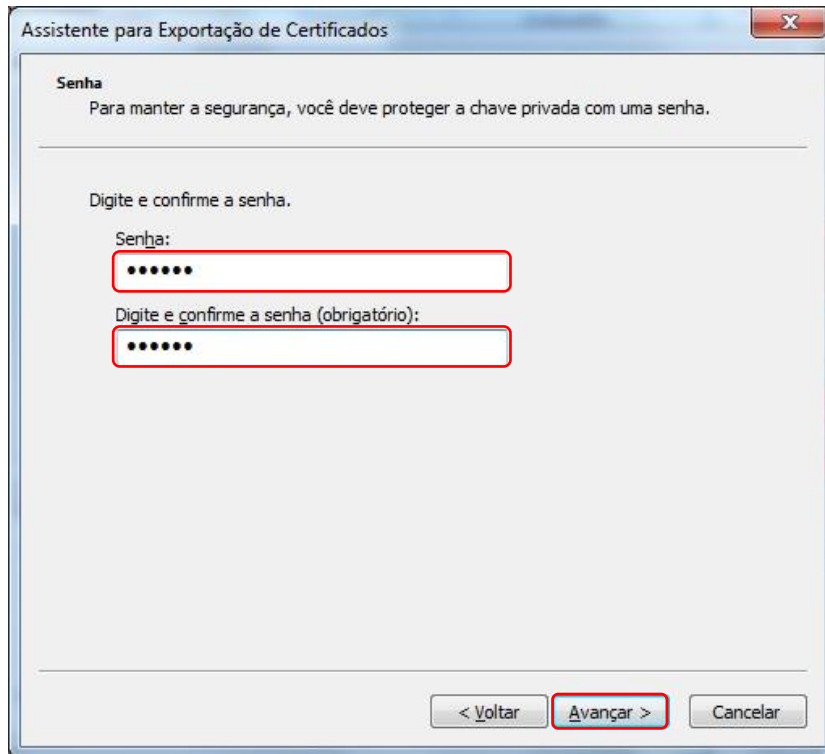 Assistente para Exportação de Certificados
Senha
Para manter a segurança, você deve proteger a chave privada com uma senha.
Digite e confirme a senha.
Senha:
••••••
Digite e confirme a senha (obrigatório):
••••••
< Voltar Avançar > Cancelar